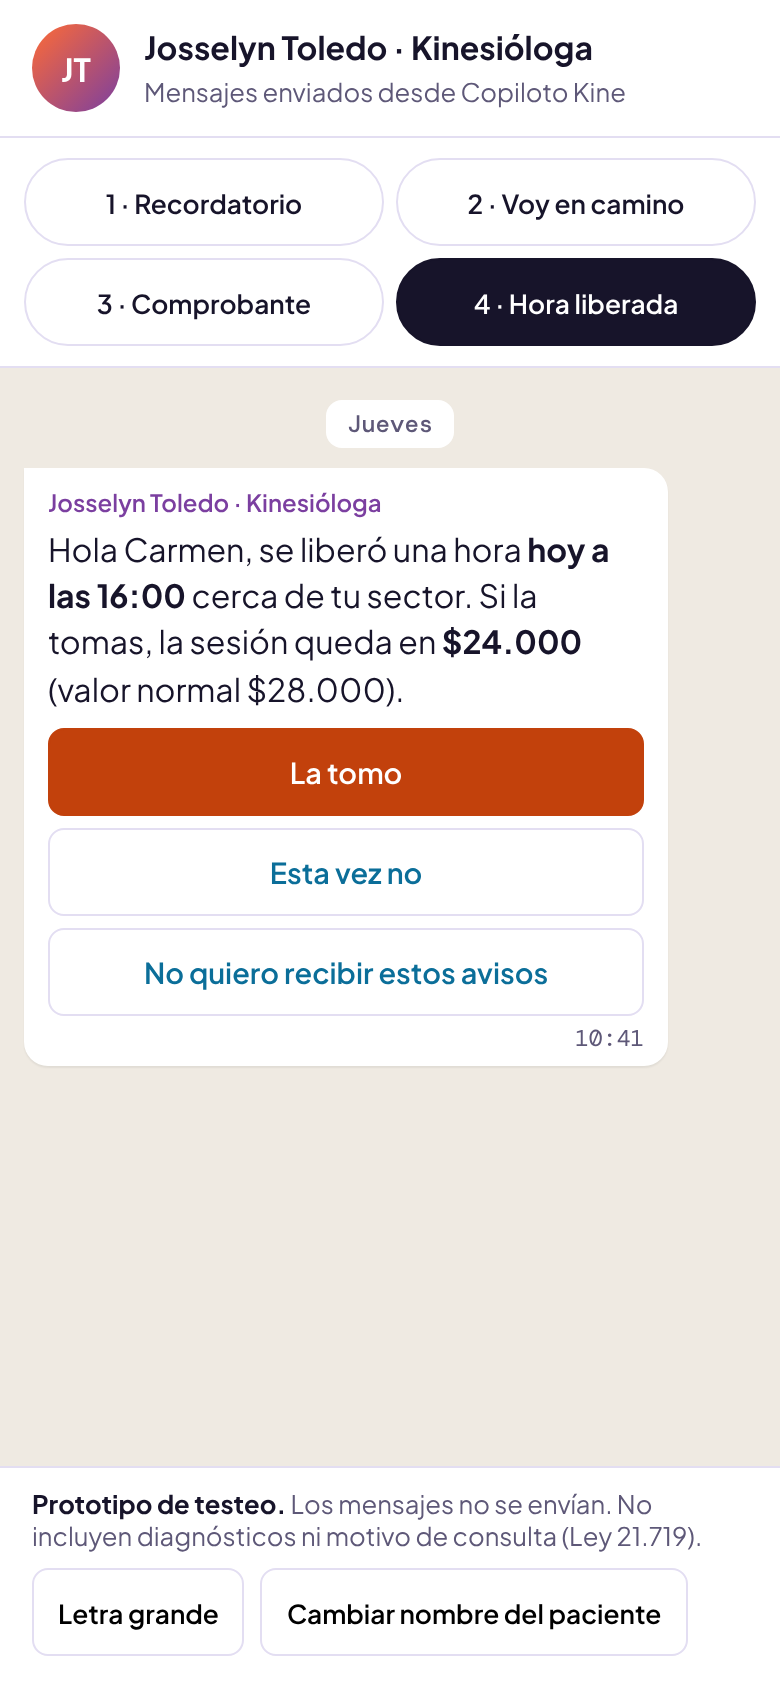 JT
Josselyn Toledo · Kinesióloga
Mensajes enviados desde Copiloto Kine
1 · Recordatorio
2 · Voy en camino
3 · Comprobante
4 · Hora liberada
Jueves
Josselyn Toledo · Kinesióloga
Hola Carmen, se liberó una hora hoy a
las 16:00 cerca de tu sector. Si la
tomas, la sesión queda en $24.000
(valor normal $28.000).
La tomo
Esta vez no
No quiero recibir estos avisos
10:41
Prototipo de testeo. Los mensajes no se envían. No
incluyen diagnósticos ni motivo de consulta (Ley 21.719).
Letra grande
Cambiar nombre del paciente